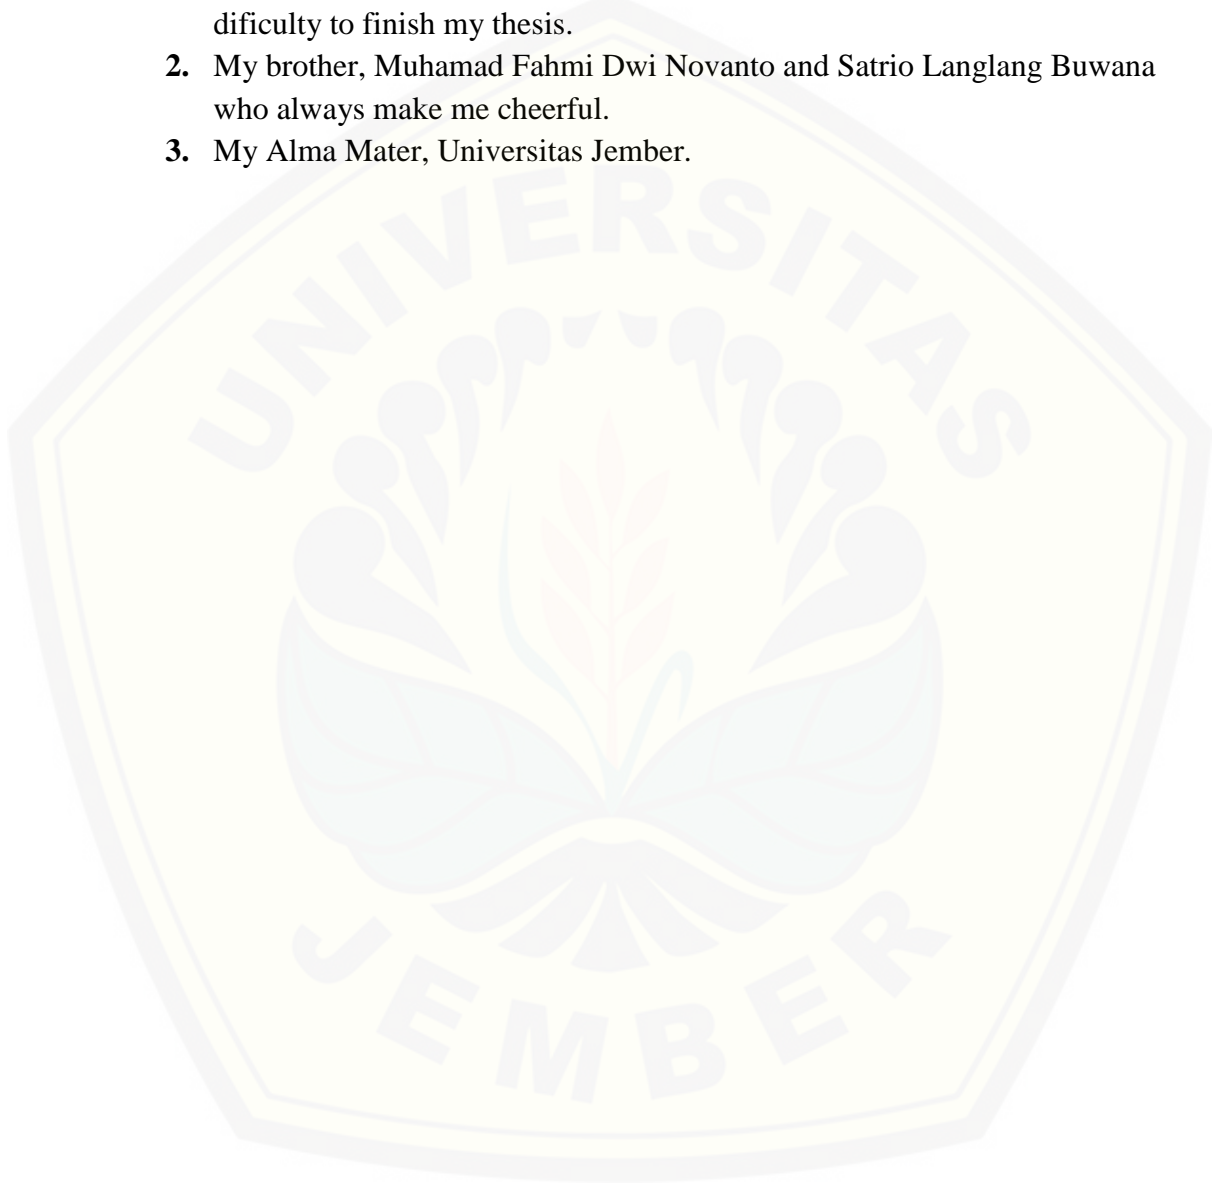 dificulty to finish my thesis.
2. My brother, Muhamad Fahmi Dwi Novanto and Satrio Langlang Buwana
who always make me cheerful.
3. My Alma Mater, Universitas Jember.
UNIVERSITAS
JEMBER